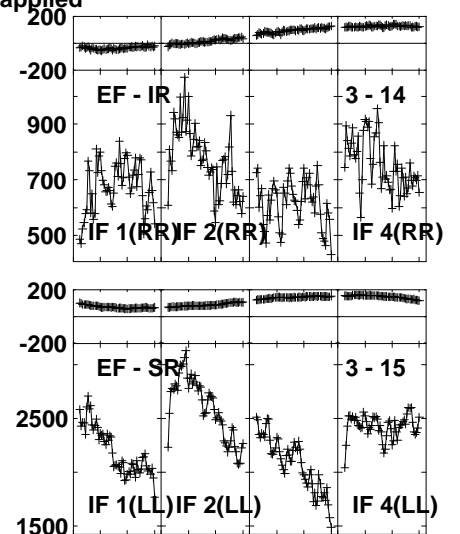 applied
200
-200
EF - IR 3 - 14
900
700
500
IF 1(RR) IF 2(RR) IF 4(RR)
200
-200
EF - SR 3 - 15
2500
IF 1(LL) IF 2(LL) IF 4(LL)
1500